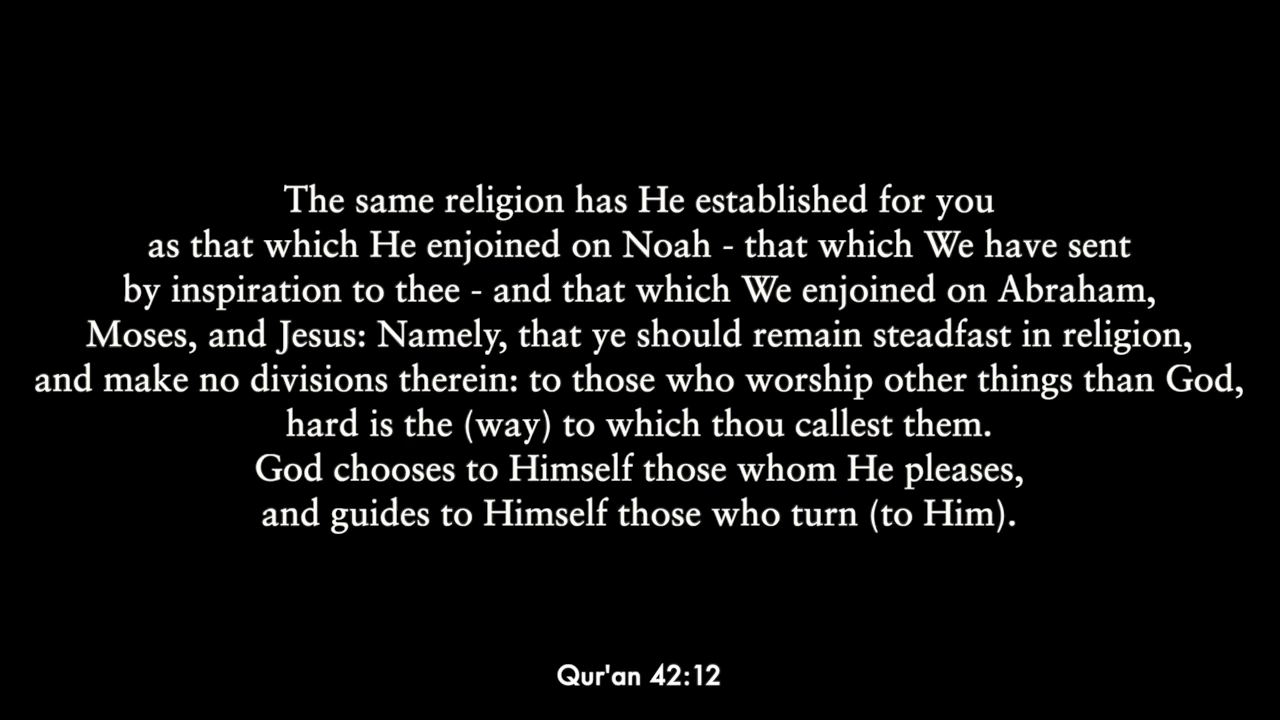 The same religion has He established for you
as that which He enjoined on Noah - that which We have sent
by inspiration to thee - and that which We enjoined on Abraham,
Moses, and Jesus: Namely, that ye should remain steadfast in religion,
and make no divisions therein: to those who worship other things than God,
hard is the (way) to which thou callest them.
God chooses to Himself those whom He pleases,
and guides to Himself those who turn (to Him).
Qur'an 42:12